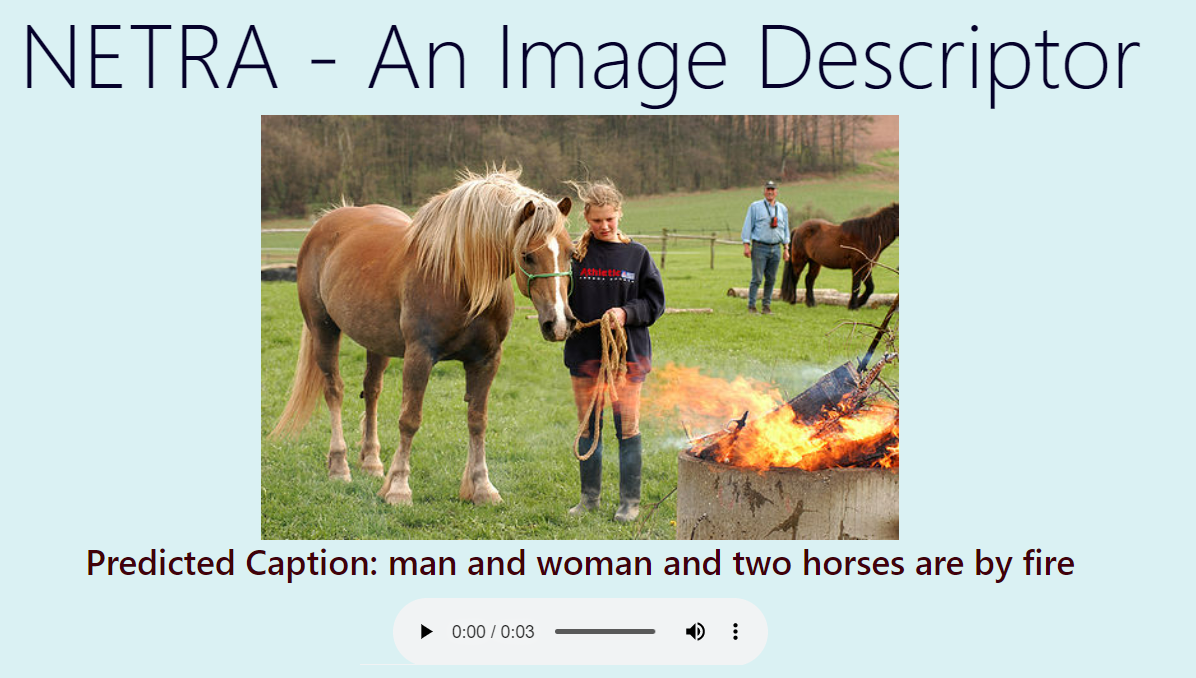 NETRA - An Image Descriptor
Athletic
Predicted Caption: man and woman and two horses are by fire
0:00 / 0:03